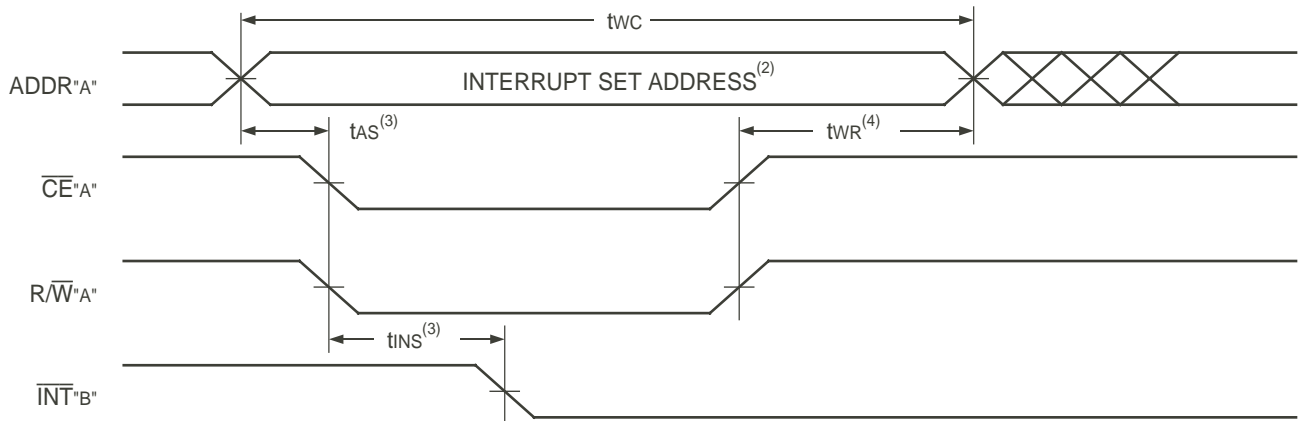 tWC
ADDR"A"
INTERRUPT SET ADDRESS(2)
tAS(3)
tWR(4)
CE"A"
R/W"A"
tINS(3)
INT"B"